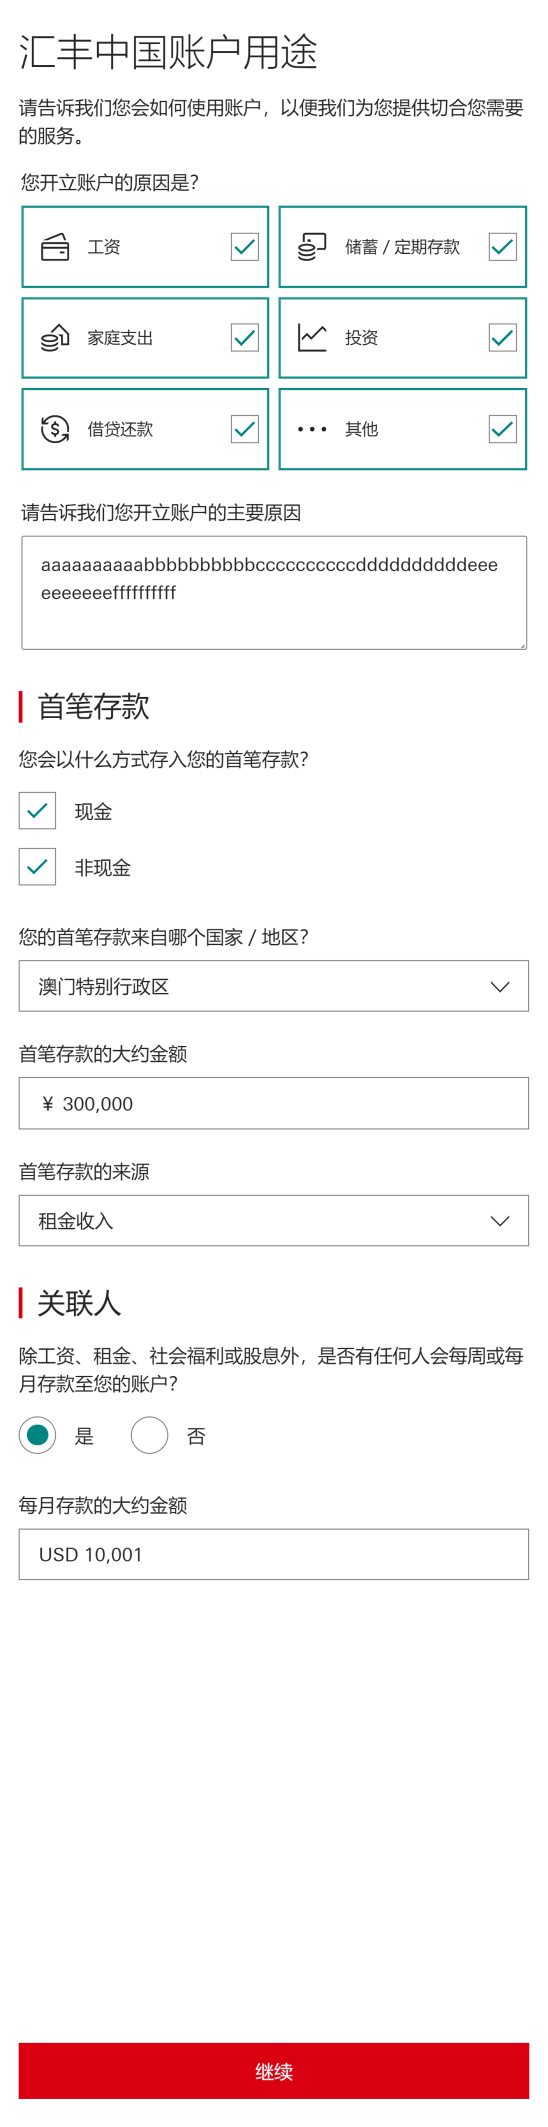 汇丰中国账户用途
请告诉我们您会如何使用账户，以便我们为您提供切合您需要
的服务。
您开立账户的原因是？
工资
储蓄 / 定期存款
家庭支出
投资
借贷还款
其他
请告诉我们您开立账户的主要原因
aaaaaaaaaabbbbbbbbbbccccccccccddddddddddeee
eeeeeeeffffffffff
首笔存款
您会以什么方式存入您的首笔存款？
现金
非现金
您的首笔存款来自哪个国家 / 地区？
澳门特别行政区
首笔存款的大约金额
¥ 300,000
首笔存款的来源
租金收入
关联人
除工资、租金、社会福利或股息外，是否有任何人会每周或每
月存款至您的账户？
是 否
每月存款的大约金额
USD 10,001
继续